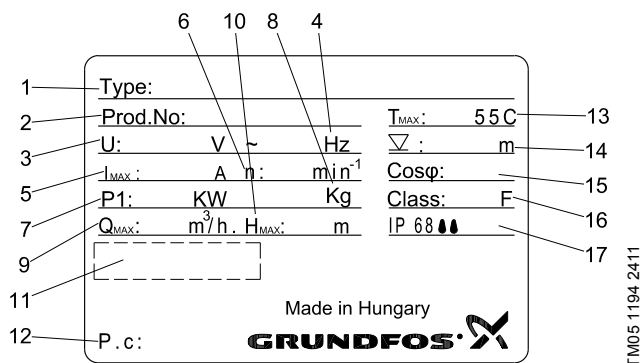 6 10 8 4
1 Type:
2 Prod.No: TMAX: 55C 13
3 U: V ~ Hz ⊽ : m 14
5 IMAX: A n: min⁻¹ Cosφ: 15
7 P1: KW Kg Class: F 16
9 QMAX: m³/h. HMAX: m IP 68 17
11
Made in Hungary
12 P.c: GRUNDFOS
TM05 1194 2411